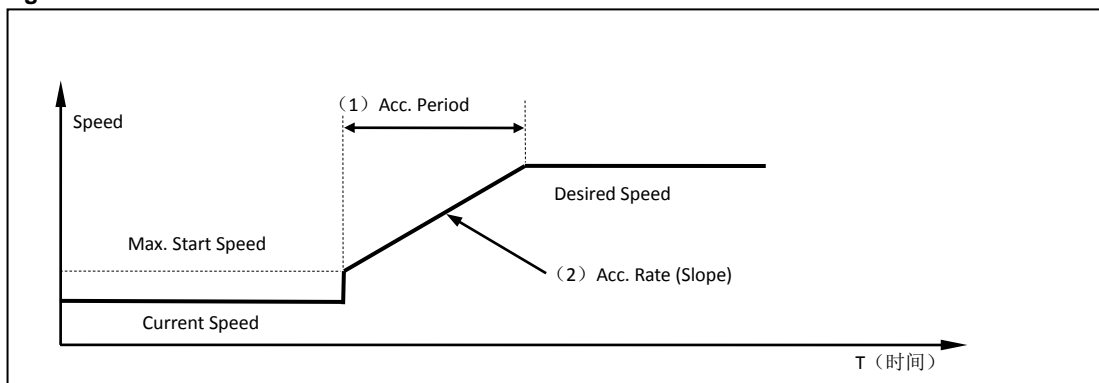 （1）Acc. Period
Speed
Desired Speed
Max. Start Speed
（2）Acc. Rate (Slope)
Current Speed
T（时间）